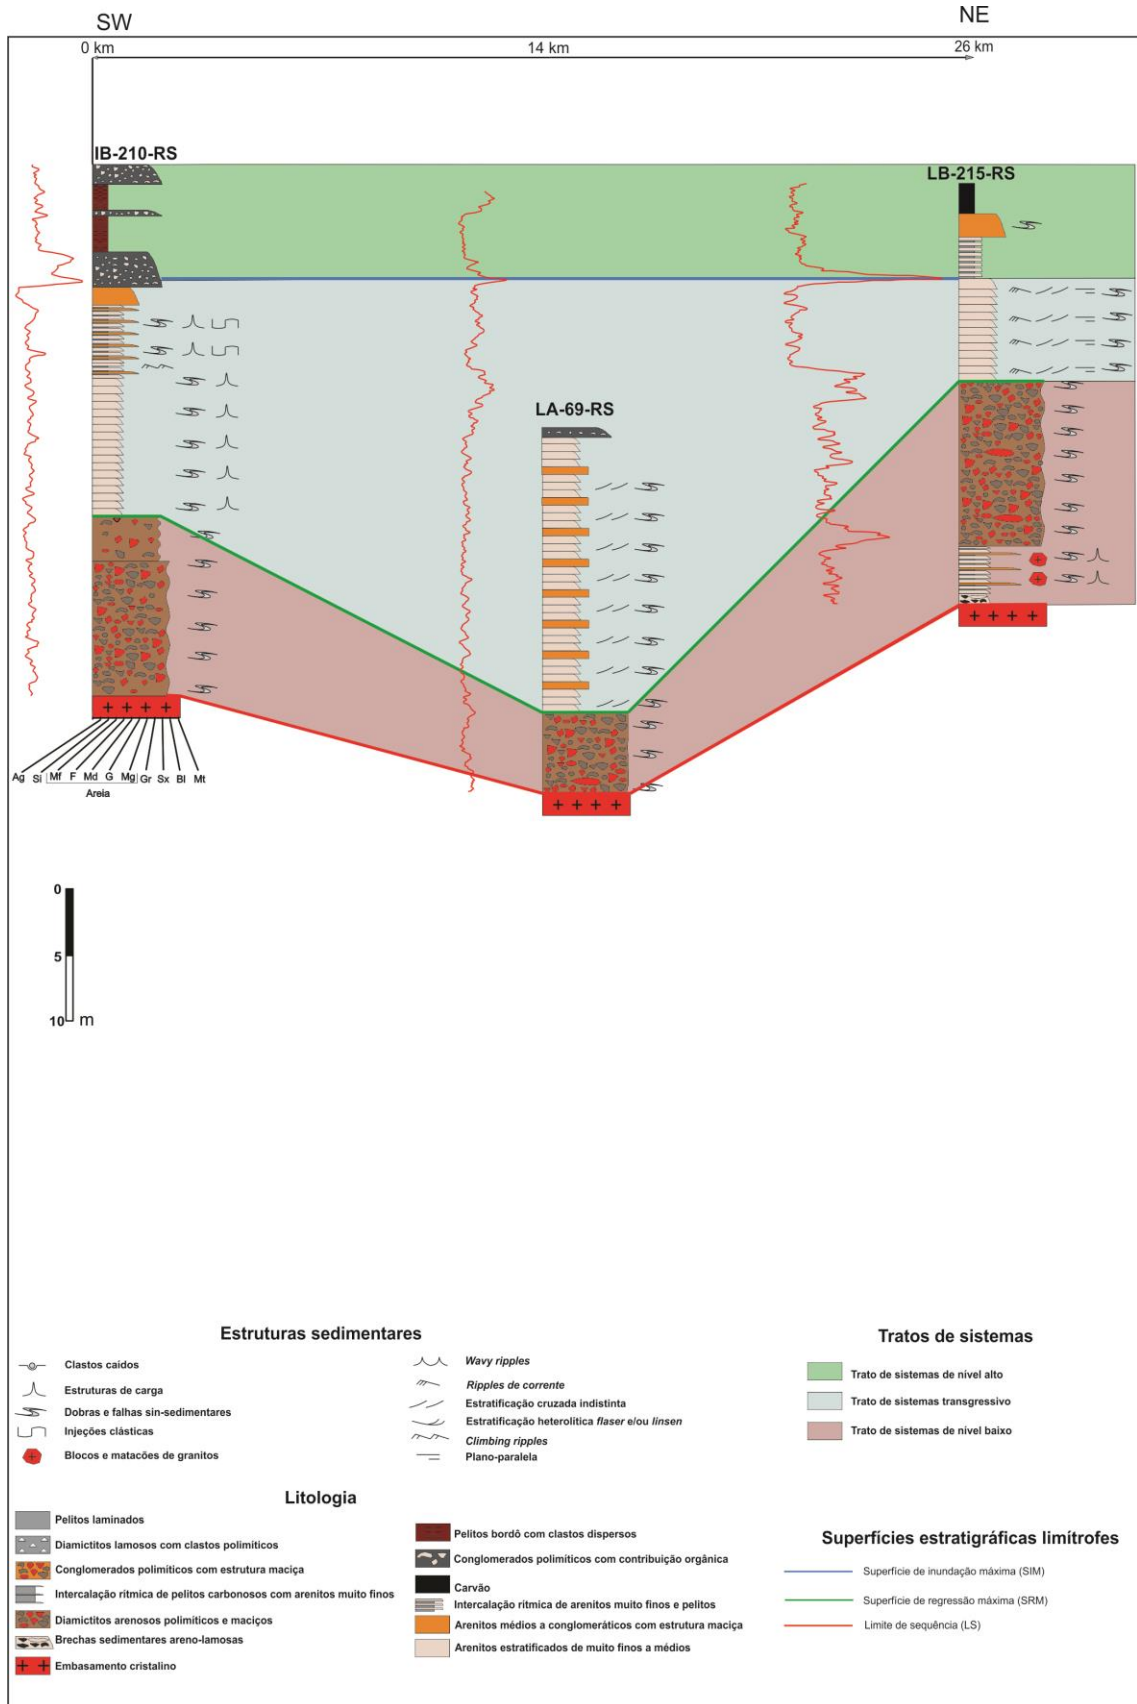 SW
NE
0 km
14 km
26 km
IB-210-RS
LB-215-RS
LA-69-RS
Ag Si Mf F Md G Mg Gr Sx Bl Mt
Areia
0
5
10 m
Estruturas sedimentares
Clastos caídos
Estruturas de carga
Dobras e falhas sin-sedimentares
Injeções clásticas
Blocos e matacões de granitos
Wavy ripples
Ripples de corrente
Estratificação cruzada indistinta
Estratificação heterolítica flaser e/ou linsen
Climbing ripples
Plano-paralela
Tratos de sistemas
Trato de sistemas de nível alto
Trato de sistemas transgressivo
Trato de sistemas de nível baixo
Litologia
Pelitos laminados
Diamictitos lamosos com clastos polimíticos
Conglomerados polimíticos com estrutura maciça
Intercalação rítmica de pelitos carbonosos com arenitos muito finos
Diamictitos arenosos polimíticos e maciços
Brechas sedimentares areno-lamosas
Embasamento cristalino
Pelitos bordô com clastos dispersos
Conglomerados polimíticos com contribuição orgânica
Carvão
Intercalação rítmica de arenitos muito finos e pelitos
Arenitos médios a conglomeráticos com estrutura maciça
Arenitos estratificados de muito finos a médios
Superfícies estratigráficas limítrofes
Superfície de inundação máxima (SIM)
Superfície de regressão máxima (SRM)
Limite de sequência (LS)